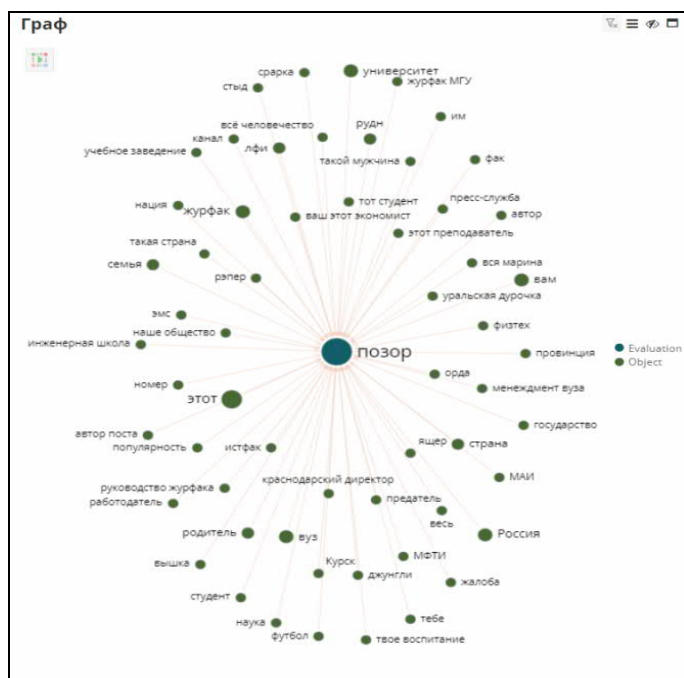 Граф
срарка
университет
стыд
журфак МГУ
всё человечество
рудн
им
канал
лфи
учебное заведение
такой мужчина
фак
тот студент
пресс-служба
нация
журфак
ваш этот экономист
автор
этот преподаватель
такая страна
семья
вся марина
рэпер
вам
уральская дурочка
эмс
наше общество
физтех
инженерная школа
позор
провинция
Evaluation
Object
орда
номер
менеджмент вуза
этот
государство
автор поста
ящер
страна
популярность
истфак
краснодарский директор
МАИ
руководство журфака
предатель
работодатель
весь
родитель
вуз
Россия
МФТИ
вышка
Курск
джунгли
жалоба
студент
тебе
наука
футбол
твое воспитание